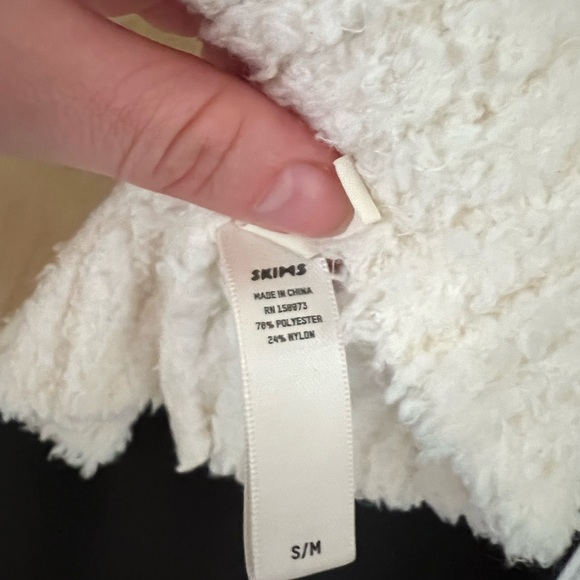 SKIMS
MADE IN CHINA
RN 158973
76% POLYESTER
24% NYLON
S/M